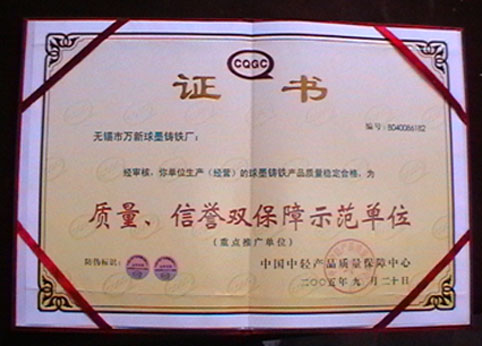 CQGC
证书
编号:8040086182
无锡市万新球墨铸铁厂:
经审核,你单位生产(经营)的球墨铸铁产品质量稳定合格,为
质量、信誉双保障示范单位
(重点推广单位)
防伪标识:
中国中轻产品质量保障中心
二〇〇五年九月二十日